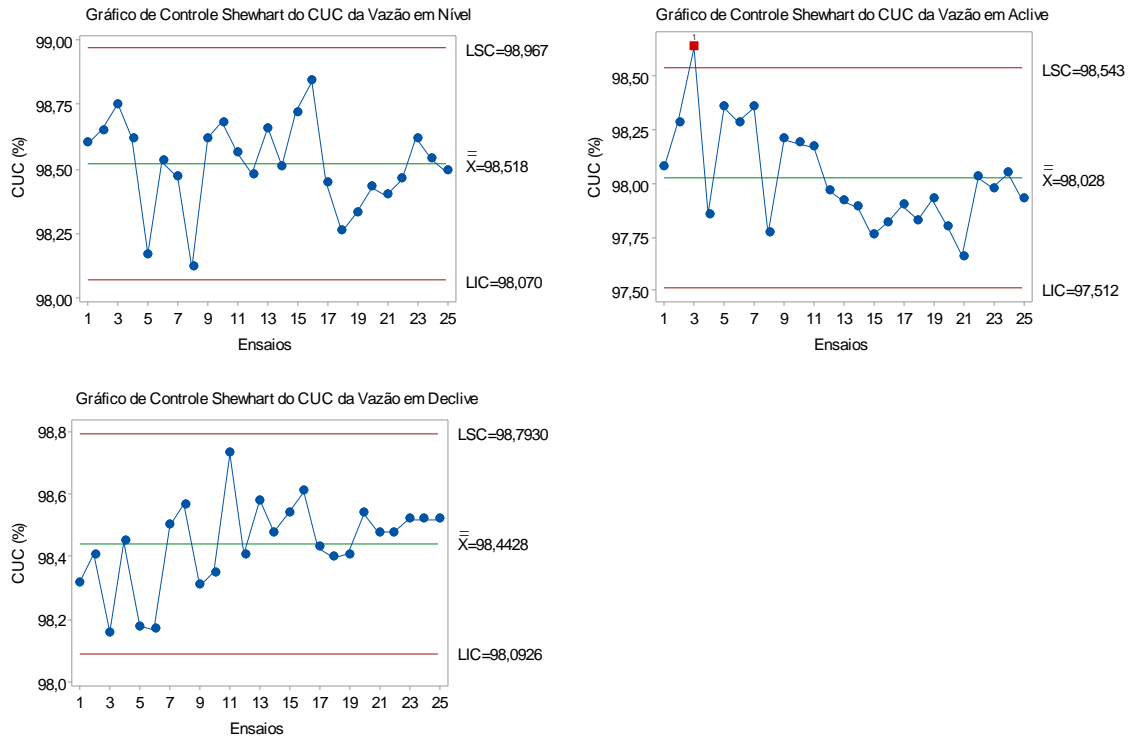 Gráfico de Controle Shewhart do CUC da Vazão em Nível
CUC (%)
99,00
98,75
98,50
98,25
98,00
LSC=98,967
X=98,518
LIC=98,070
1 3 5 7 9 11 13 15 17 19 21 23 25
Ensaios
Gráfico de Controle Shewhart do CUC da Vazão em Aclive
CUC (%)
98,50
98,25
98,00
97,75
97,50
1
LSC=98,543
X=98,028
LIC=97,512
1 3 5 7 9 11 13 15 17 19 21 23 25
Ensaios
Gráfico de Controle Shewhart do CUC da Vazão em Declive
CUC (%)
98,8
98,6
98,4
98,2
98,0
LSC=98,7930
X=98,4428
LIC=98,0926
1 3 5 7 9 11 13 15 17 19 21 23 25
Ensaios